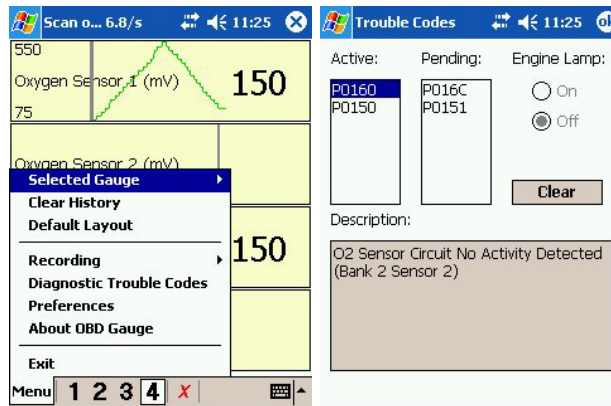 Scan o... 6.8/s 11:25
550
Oxygen Sensor 1 (mV)
150
75
Oxygen Sensor 2 (mV)
Selected Gauge
Clear History
Default Layout
150
Recording
Diagnostic Trouble Codes
Preferences
About OBD Gauge
Exit
Menu 1 2 3 4 X
Trouble Codes 11:25 ok
Active: Pending: Engine Lamp:
P0160 P016C On
P0150 P0151
Off
Clear
Description:
O2 Sensor Circuit No Activity Detected
(Bank 2 Sensor 2)